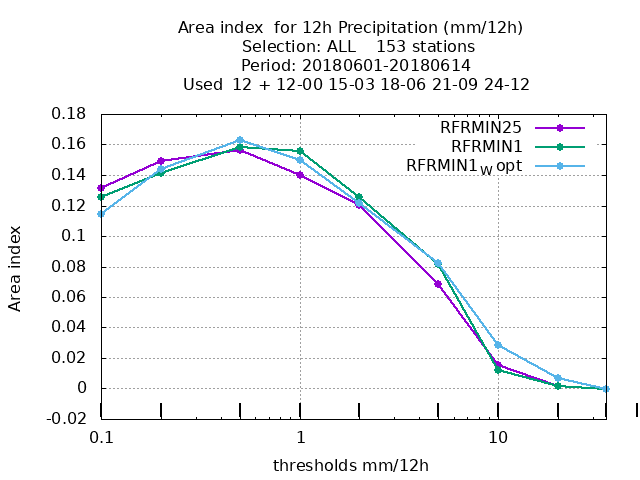 Area index  for 12h Precipitation (mm/12h)
Selection: ALL    153 stations
Period: 20180601-20180614
Used  12 + 12-00 15-03 18-06 21-09 24-12
RFRMIN25
RFRMIN1
RFRMIN1W opt
0.18
0.16
0.14
0.12
0.1
0.08
0.06
0.04
0.02
0
-0.02
Area index
0.1
1
10
thresholds mm/12h